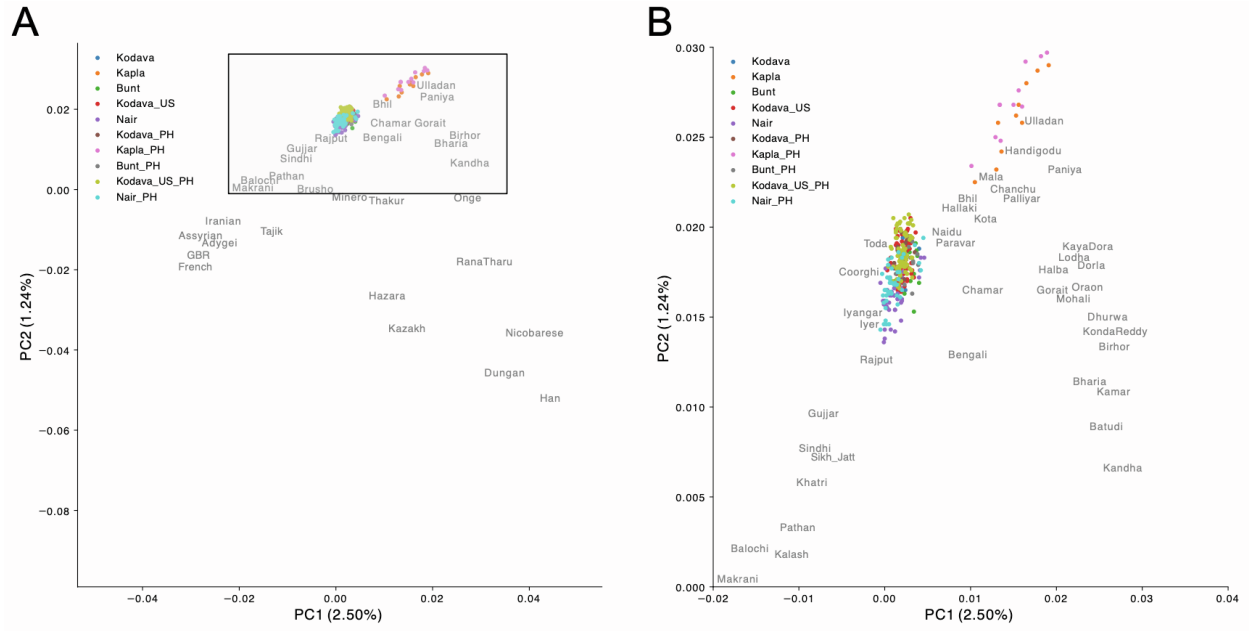 A
PC2 (1.24%)
0.02
0.00
−0.02
−0.04
−0.06
−0.08
Kodava
Kapla
Bunt
Kodava_US
Nair
Kodava_PH
Kapla_PH
Bunt_PH
Kodava_US_PH
Nair_PH
Ulladan
Paniya
Bhil
Chamar Gorait
Rajput
Bengali
Birhor
Bharia
Gujjar
Sindhi
Kandha
Pathan
Balochi
Makrani
Brusho
Minero
Thakur
Onge
Iranian
Assyrian
Tajik
Adygei
GBR
French
RanaTharu
Hazara
Kazakh
Nicobarese
Dungan
Han
−0.04
−0.02
0.00
0.02
0.04
PC1 (2.50%)
B
PC2 (1.24%)
0.030
0.025
0.020
0.015
0.010
0.005
0.000
Kodava
Kapla
Bunt
Kodava_US
Nair
Kodava_PH
Kapla_PH
Bunt_PH
Kodava_US_PH
Nair_PH
Ulladan
Handigodu
Paniya
Mala
Chanchu
Bhil
Palliyar
Hallaki
Kota
Naidu
Toda
Paravar
KayaDora
Lodha
Dorla
Coorghi
Halba
Chamar
Gorait
Oraon
Mohali
Iyangar
Iyer
Dhurwa
KondaReddy
Birhor
Rajput
Bengali
Bharia
Kamar
Gujjar
Batudi
Sindhi
Sikh_Jatt
Kandha
Khatri
Pathan
Balochi
Kalash
Makrani
−0.02
−0.01
0.00
0.01
0.02
0.03
0.04
PC1 (2.50%)